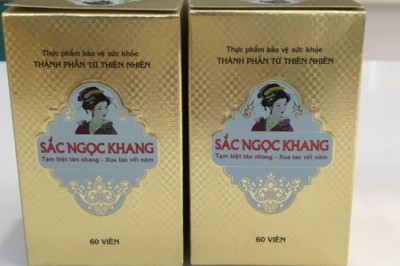 Thực phẩm bảo vệ sức khỏe
THÀNH PHẦN TỪ THIÊN NHIÊN
SẮC NGỌC KHANG
Tạm biệt tàn nhang - Xua tan vết nám
60 VIÊN
Thực phẩm bảo vệ sức khỏe
THÀNH PHẦN TỪ THIÊN NHIÊN
SẮC NGỌC KHANG
Tạm biệt tàn nhang - Xua tan vết nám
60 VIÊN